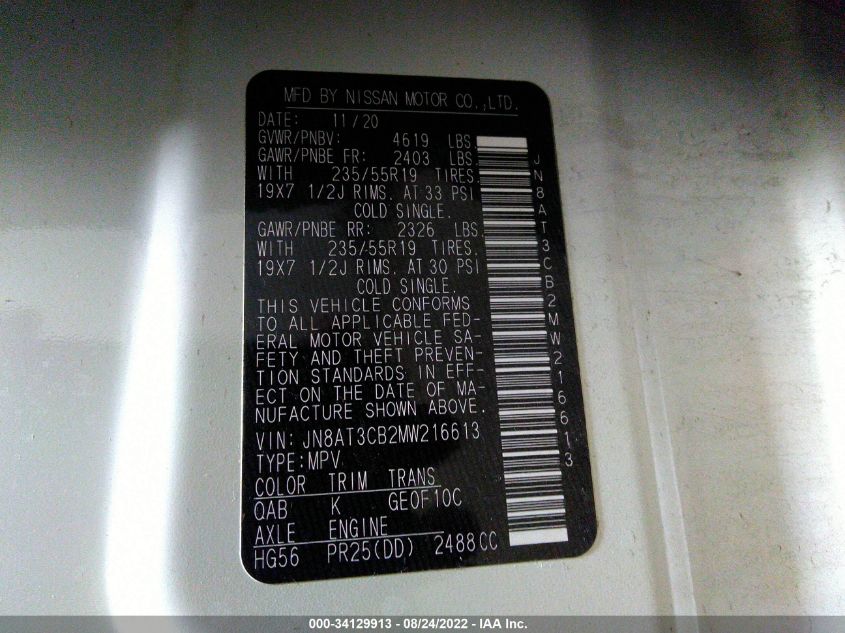 MFD BY NISSAN MOTOR CO.,LTD.
DATE: 11/20
GVWR/PNBV: 4619 LBS.
GAWR/PNBE FR: 2403 LBS.
WITH 235/55R19 TIRES.
19X7 1/2J RIMS. AT 33 PSI
COLD SINGLE.
GAWR/PNBE RR: 2326 LBS.
WITH 235/55R19 TIRES.
19X7 1/2J RIMS. AT 30 PSI
COLD SINGLE.
THIS VEHICLE CONFORMS
TO ALL APPLICABLE FED-
ERAL MOTOR VEHICLE SA-
FETY AND THEFT PREVEN-
TION STANDARDS IN EFF-
ECT ON THE DATE OF MA-
NUFACTURE SHOWN ABOVE.
VIN: JN8AT3CB2MW216613
TYPE:MPV
COLOR TRIM TRANS
QAB K GE0F10C
AXLE ENGINE
HG56 PR25(DD) 2488CC
JN8AT3CB2MW216613
000-34129913 - 08/24/2022 - IAA Inc.